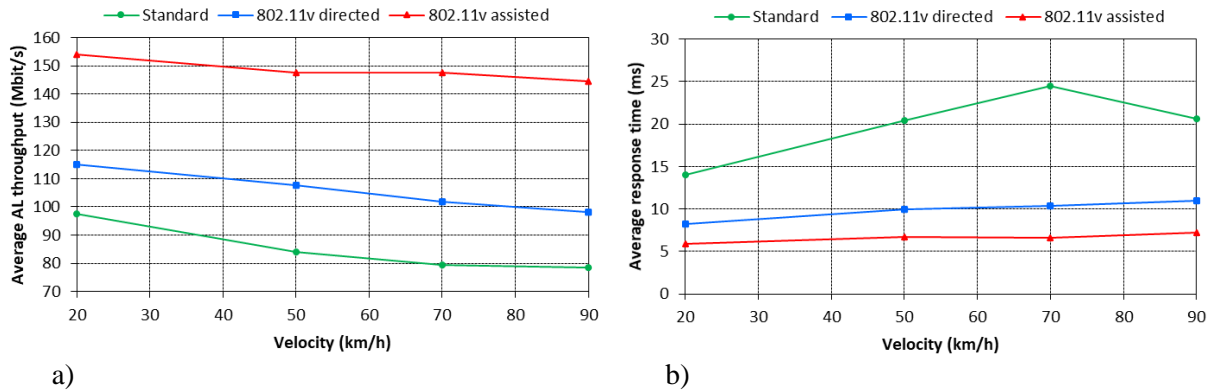 Standard 802.11v directed 802.11v assisted
Average AL throughput (Mbit/s)
160
150
140
130
120
110
100
90
80
70
20 30 40 50 60 70 80 90
Velocity (km/h)
a)
Standard 802.11v directed 802.11v assisted
Average response time (ms)
30
25
20
15
10
5
0
20 30 40 50 60 70 80 90
Velocity (km/h)
b)